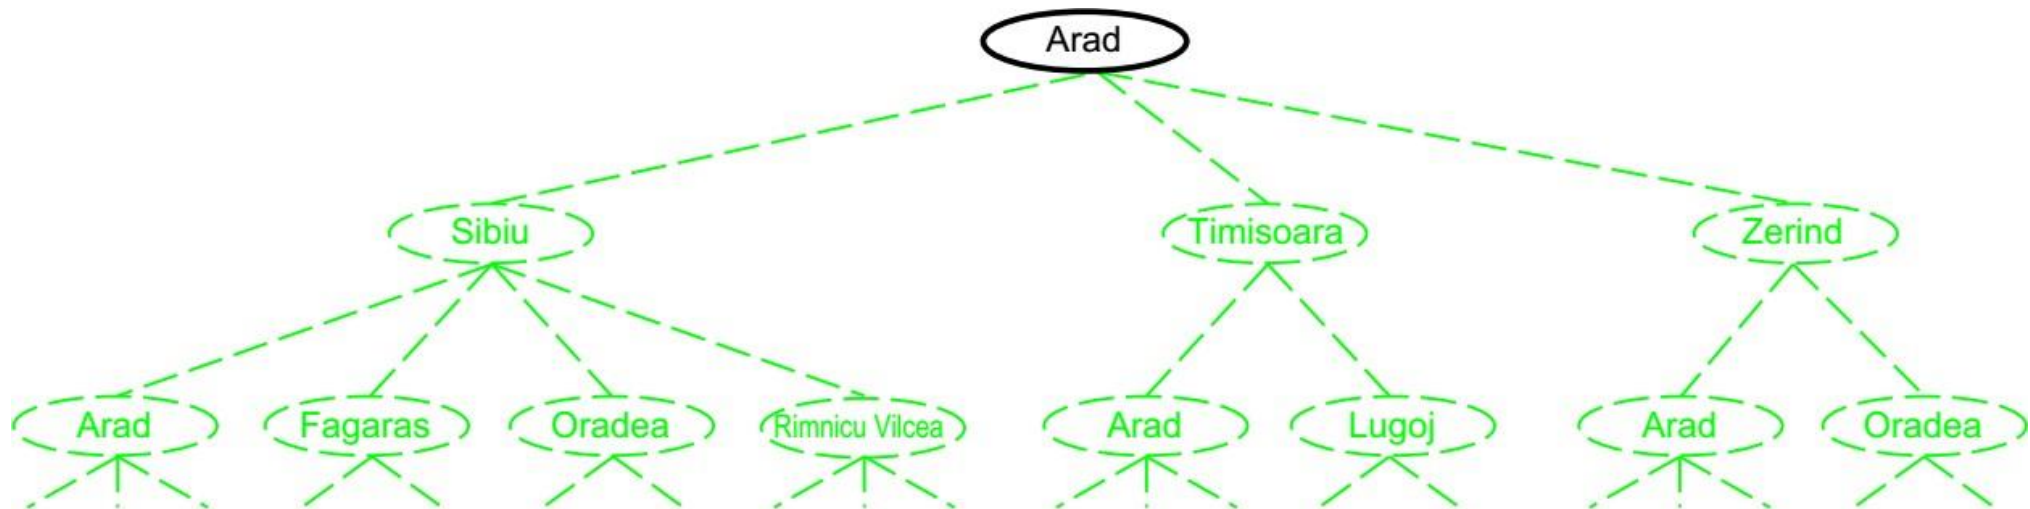 Arad
Sibiu
Timisoara
Zerind
Arad
Fagaras
Oradea
Rimnicu Vilcea
Arad
Lugoj
Arad
Oradea